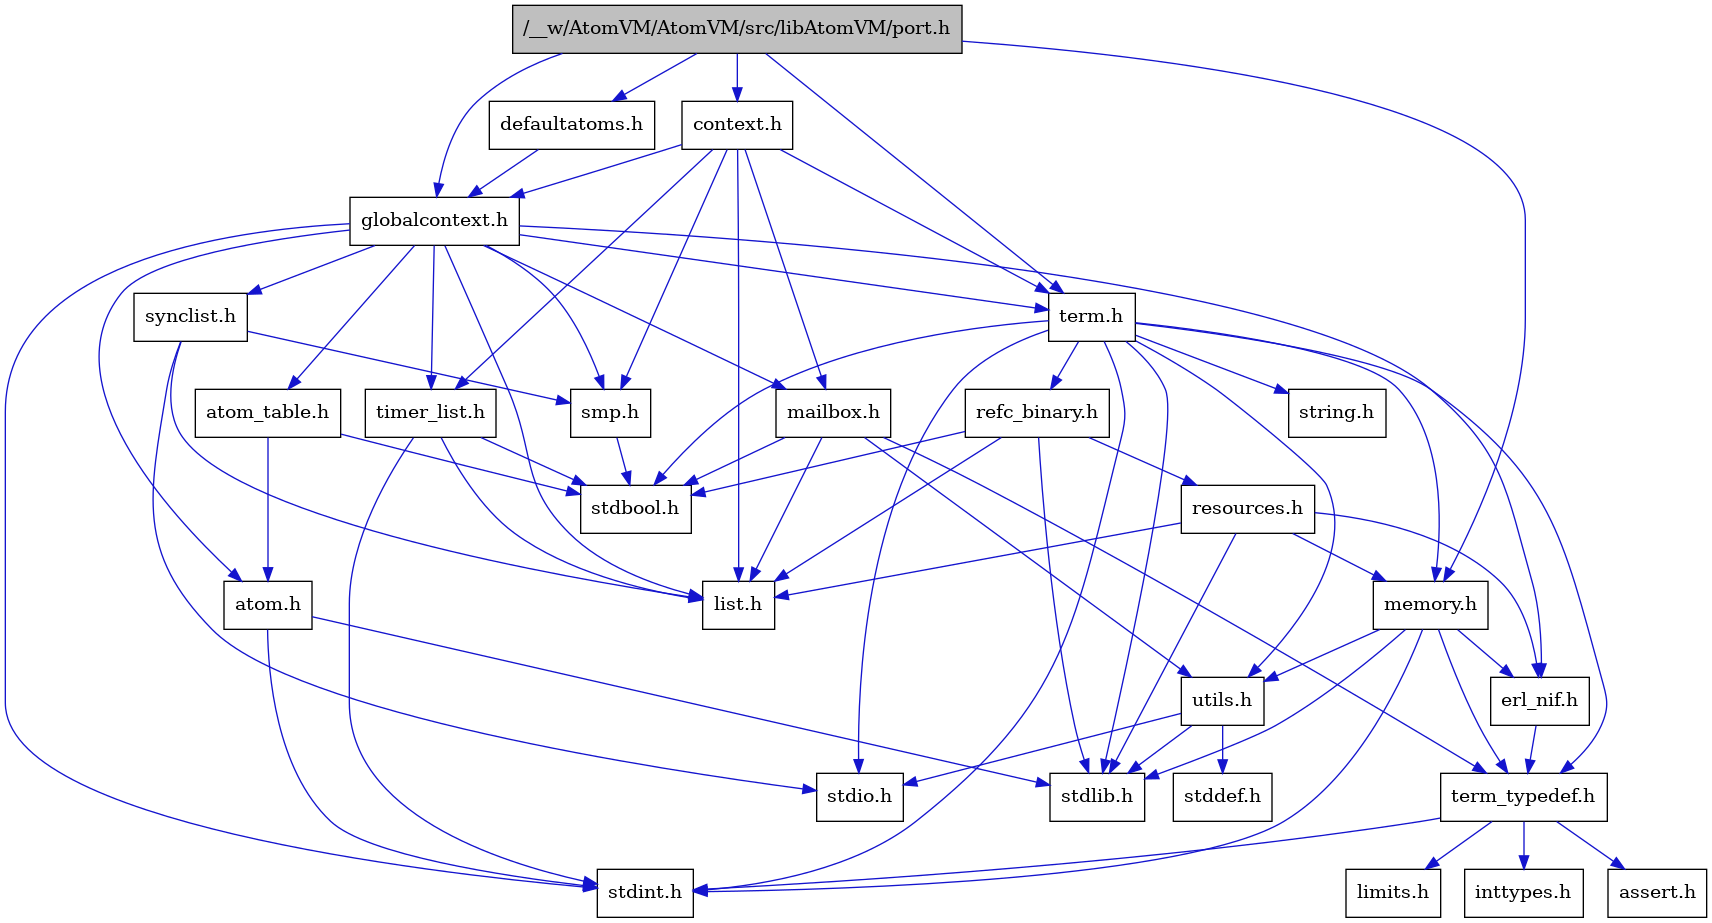 /__w/AtomVM/AtomVM/src/libAtomVM/port.h
defaultatoms.h
context.h
globalcontext.h
synclist.h
term.h
atom_table.h
timer_list.h
smp.h
mailbox.h
refc_binary.h
string.h
stdbool.h
resources.h
atom.h
list.h
memory.h
utils.h
erl_nif.h
stdio.h
stdlib.h
stddef.h
term_typedef.h
stdint.h
limits.h
inttypes.h
assert.h